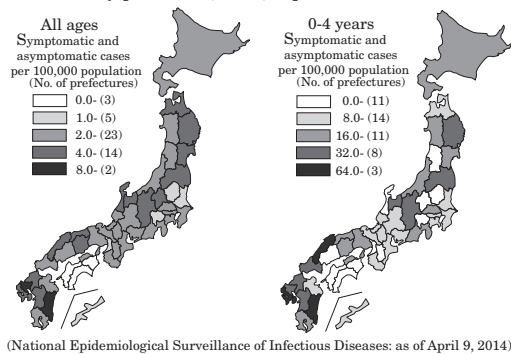 All ages
Symptomatic and
asymptomatic cases
per 100,000 population
(No. of prefectures)
0.0- (3)
1.0- (5)
2.0- (23)
4.0- (14)
8.0- (2)
0-4 years
Symptomatic and
asymptomatic cases
per 100,000 population
(No. of prefectures)
0.0- (11)
8.0- (14)
16.0- (11)
32.0- (8)
64.0- (3)
(National Epidemiological Surveillance of Infectious Diseases: as of April 9, 2014)